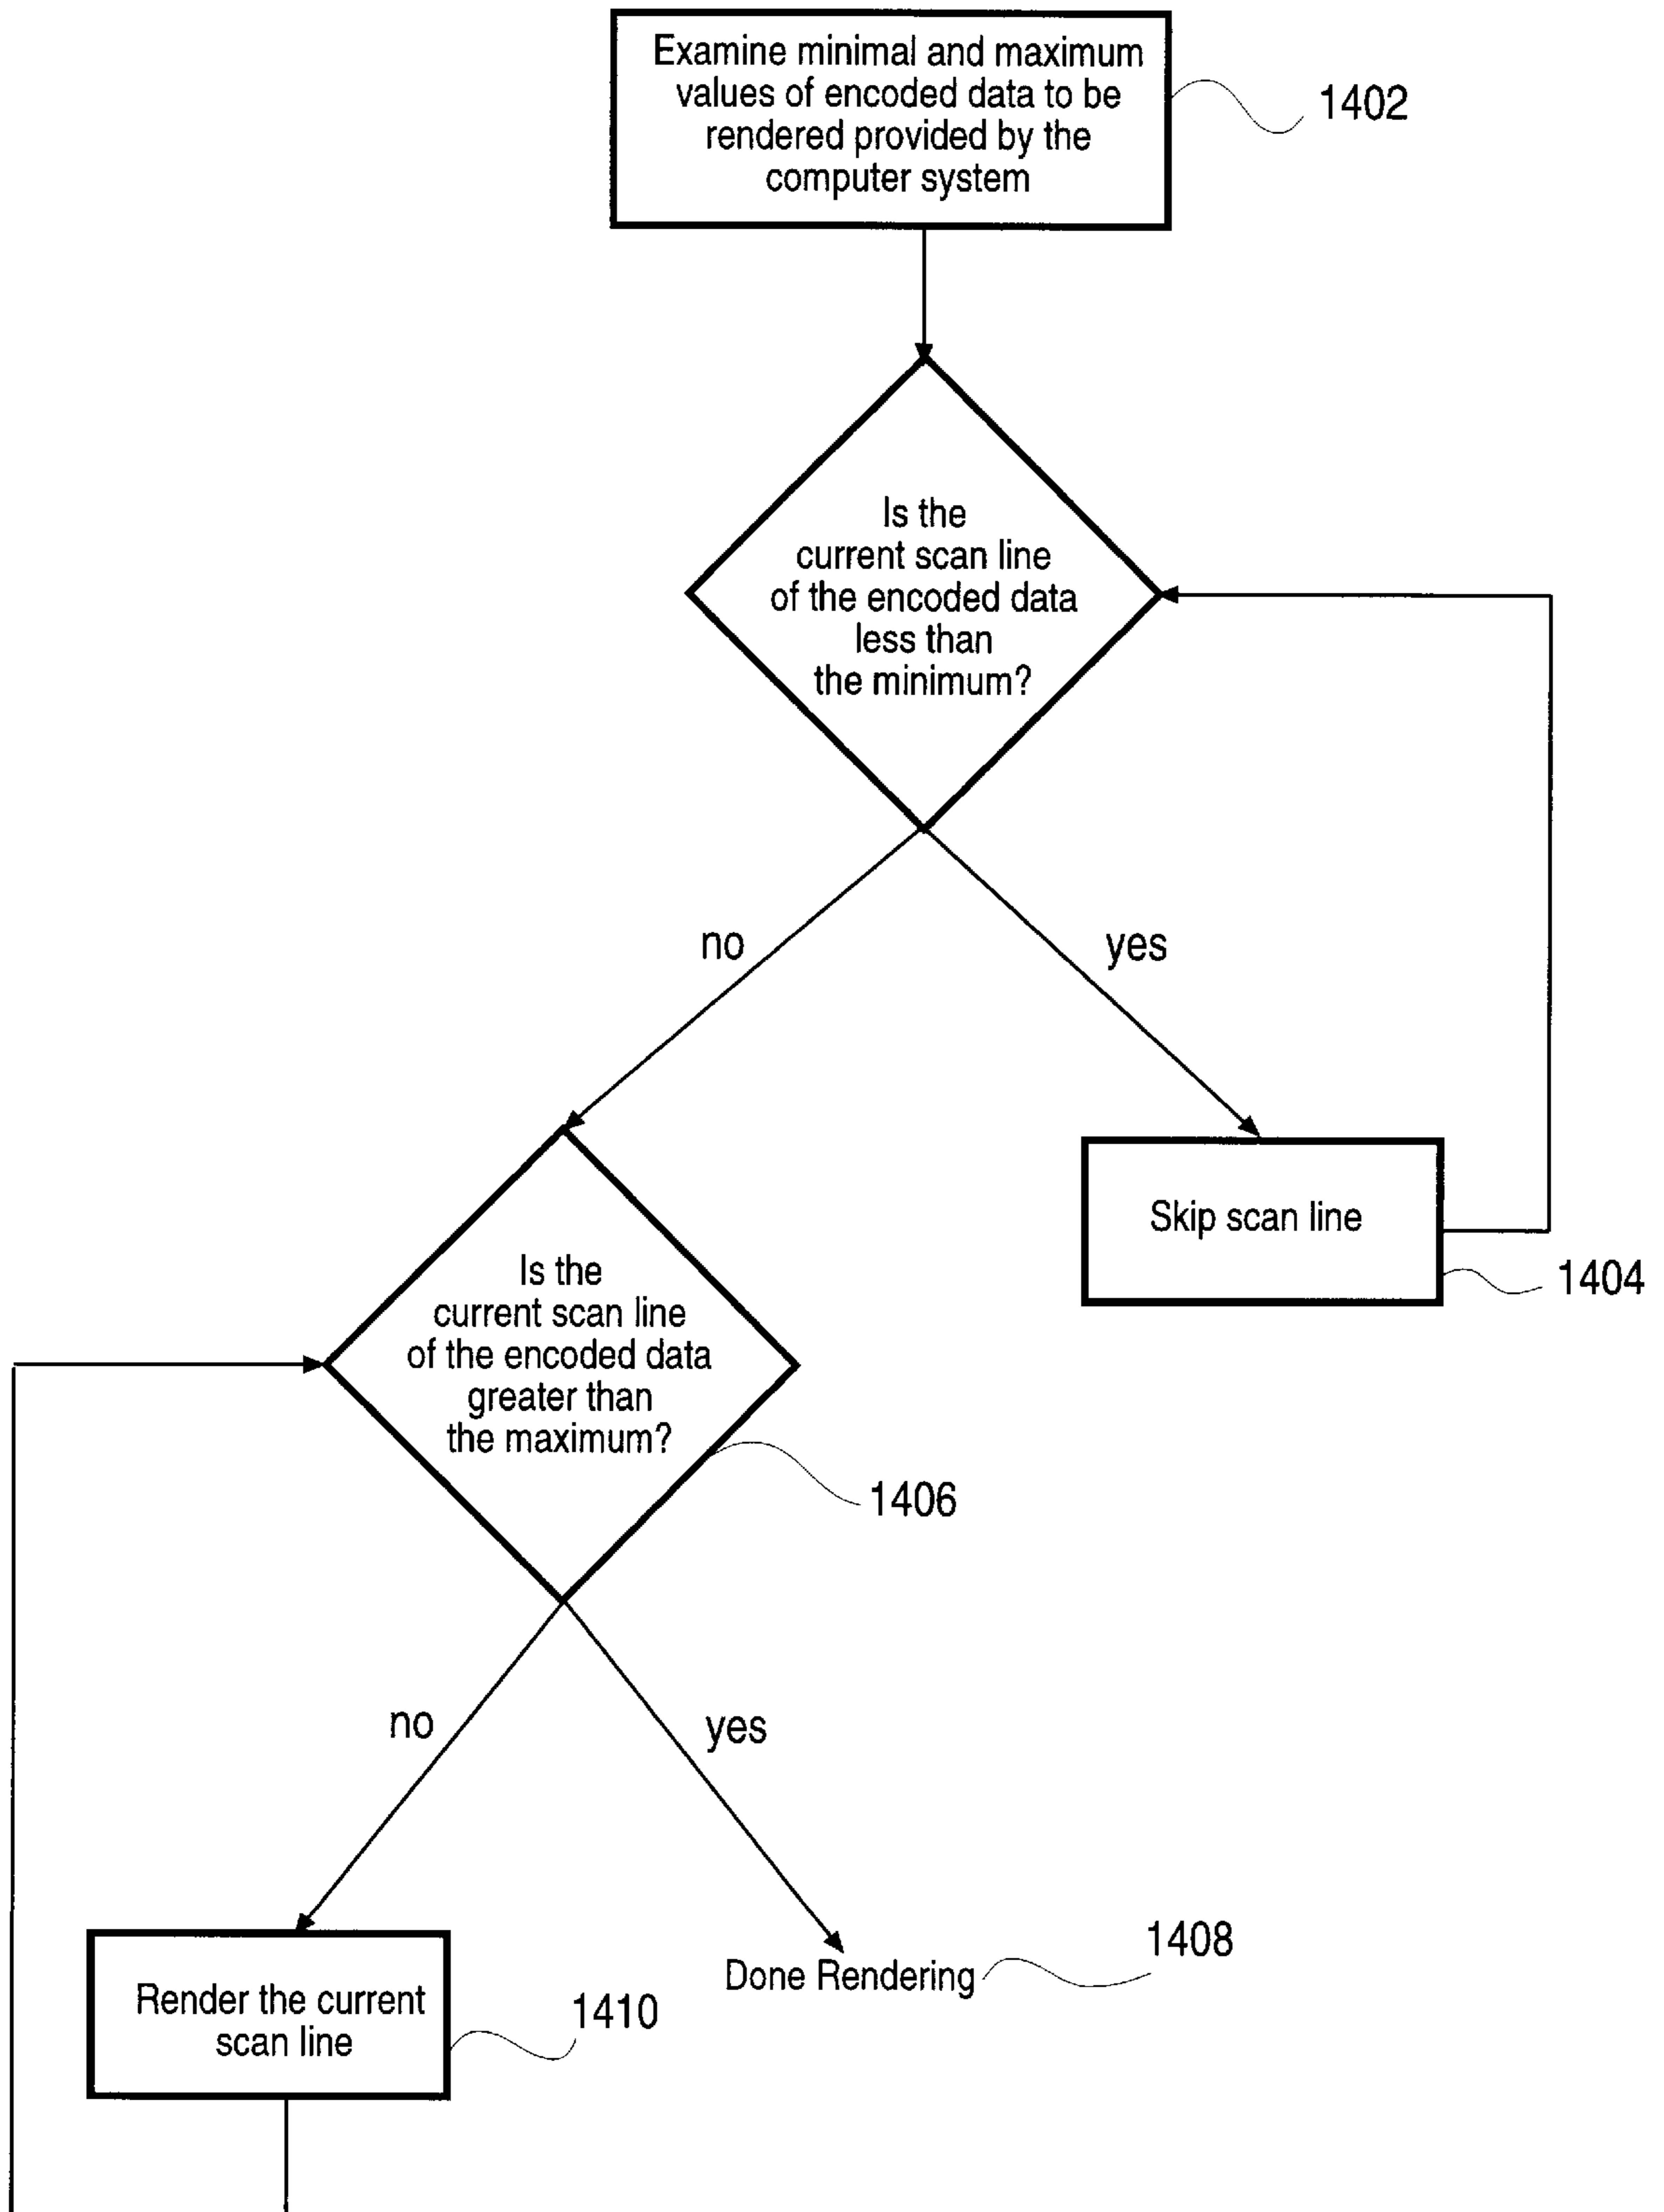 Examine minimal and maximum
values of encoded data to be
rendered provided by the
computer system
1402
Is the
current scan line
of the encoded data
less than
the minimum?
no
yes
Skip scan line
1404
Is the
current scan line
of the encoded data
greater than
the maximum?
1406
no
yes
Render the current
scan line
1410
Done Rendering
1408